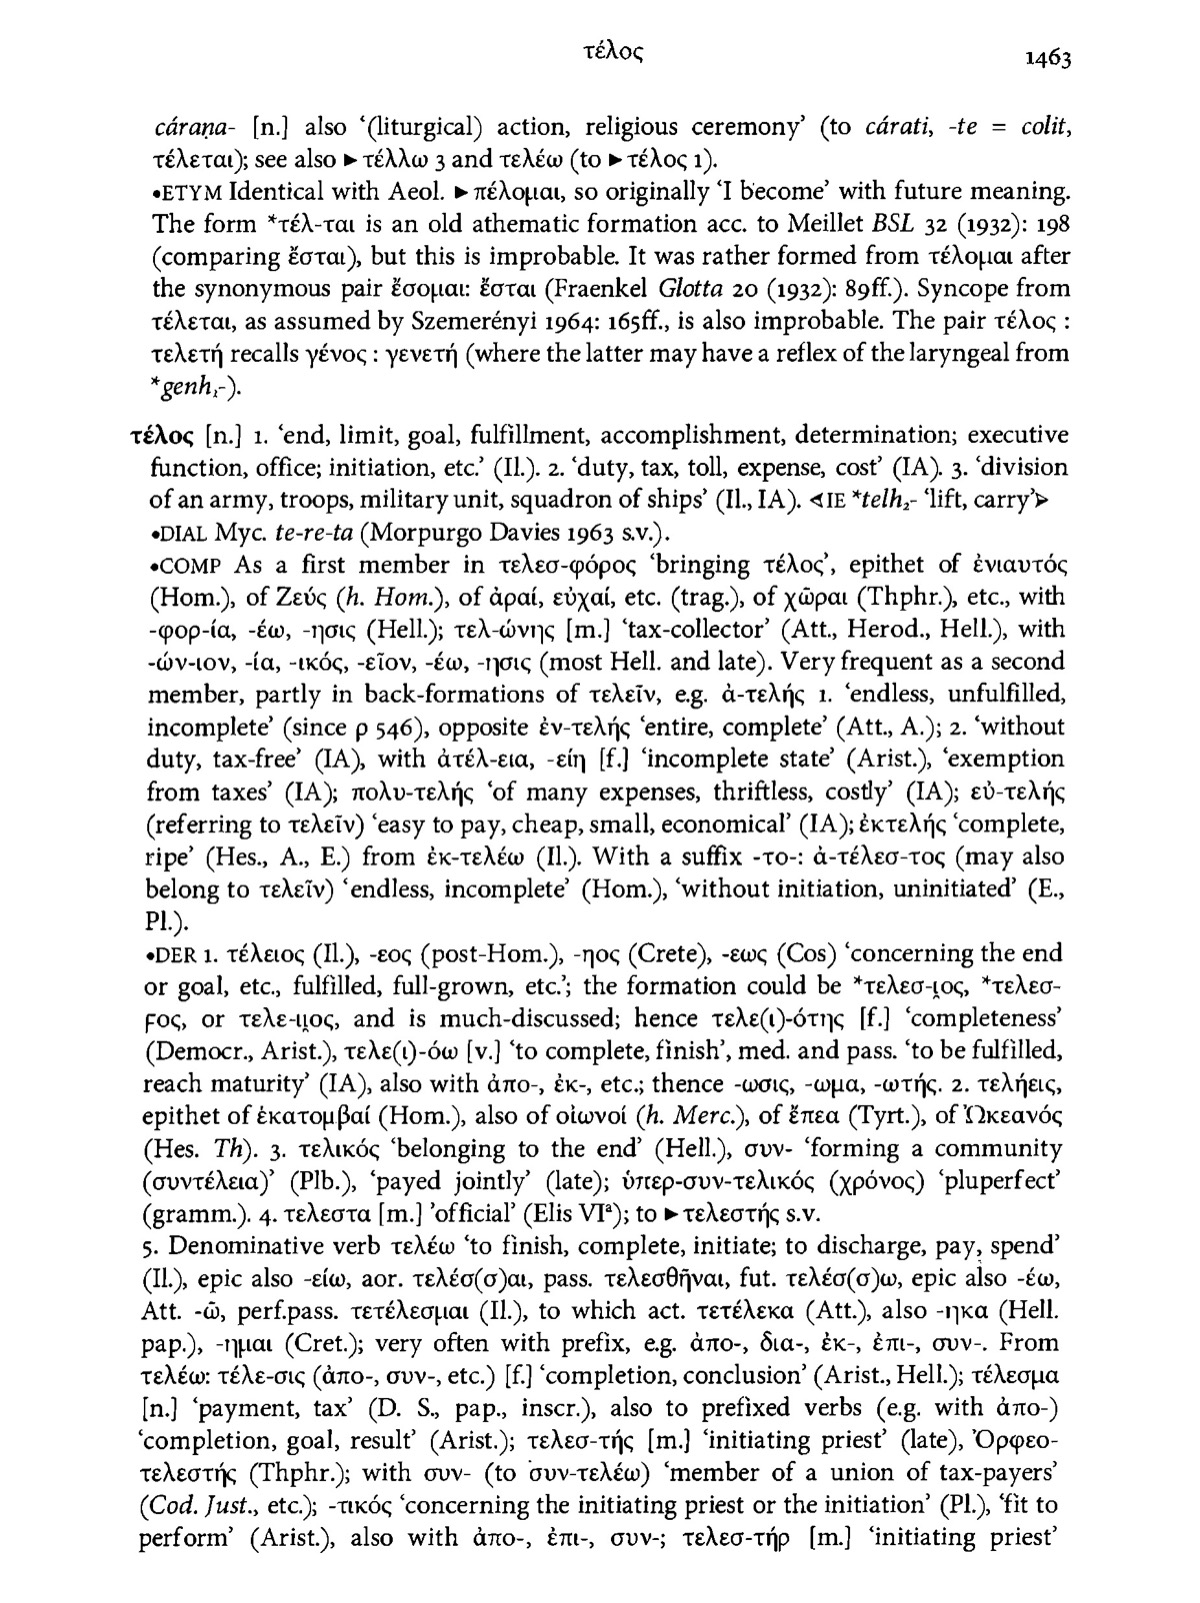 τέλος
1463
cáraṇa- [n.] also ‘(liturgical) action, religious ceremony’ (to cárati, -te = colit,
τέλεται); see also ►τέλλω 3 and τελέω (to ►τέλος 1).
•ETYM Identical with Aeol. ►πέλομαι, so originally ‘I become’ with future meaning.
The form *τέλ-ται is an old athematic formation acc. to Meillet BSL 32 (1932): 198
(comparing ἔσται), but this is improbable. It was rather formed from τέλομαι after
the synonymous pair ἔσομαι: ἔσται (Fraenkel Glotta 20 (1932): 89ff.). Syncope from
τέλεται, as assumed by Szemerényi 1964: 165ff., is also improbable. The pair τέλος :
τελετή recalls γένος : γενετή (where the latter may have a reflex of the laryngeal from
*genh₁-).
τέλος [n.] 1. ‘end, limit, goal, fulfillment, accomplishment, determination; executive
function, office; initiation, etc.’ (Il.). 2. ‘duty, tax, toll, expense, cost’ (IA). 3. ‘division
of an army, troops, military unit, squadron of ships’ (Il., IA). ⊲IE *telh₂- ‘lift, carry’⊳
•DIAL Myc. te-re-ta (Morpurgo Davies 1963 s.v.).
•COMP As a first member in τελεσ-φόρος ‘bringing τέλος’, epithet of ἐνιαυτός
(Hom.), of Ζεύς (h. Hom.), of ἀραί, εὐχαί, etc. (trag.), of χῶραι (Thphr.), etc., with
-φορ-ία, -έω, -ησις (Hell.); τελ-ώνης [m.] ‘tax-collector’ (Att., Herod., Hell.), with
-ών-ιον, -ία, -ικός, -εῖον, -έω, -ησις (most Hell. and late). Very frequent as a second
member, partly in back-formations of τελεῖν, e.g. ἀ-τελής 1. ‘endless, unfulfilled,
incomplete’ (since ρ 546), opposite ἐν-τελής ‘entire, complete’ (Att., A.); 2. ‘without
duty, tax-free’ (IA), with ἀτέλ-εια, -είη [f.] ‘incomplete state’ (Arist.), ‘exemption
from taxes’ (IA); πολυ-τελής ‘of many expenses, thriftless, costly’ (IA); εὐ-τελής
(referring to τελεῖν) ‘easy to pay, cheap, small, economical’ (IA); ἐκτελής ‘complete,
ripe’ (Hes., A., E.) from ἐκ-τελέω (Il.). With a suffix -το-: ἀ-τέλεσ-τος (may also
belong to τελεῖν) ‘endless, incomplete’ (Hom.), ‘without initiation, uninitiated’ (E.,
Pl.).
•DER 1. τέλειος (Il.), -εος (post-Hom.), -ηος (Crete), -εως (Cos) ‘concerning the end
or goal, etc., fulfilled, full-grown, etc.’; the formation could be *τελεσ-ι̯ος, *τελεσ-
ϝος, or τελε-ιι̯ος, and is much-discussed; hence τελε(ι)-ότης [f.] ‘completeness’
(Democr., Arist.), τελε(ι)-όω [v.] ‘to complete, finish’, med. and pass. ‘to be fulfilled,
reach maturity’ (IA), also with ἀπο-, ἐκ-, etc.; thence -ωσις, -ωμα, -ωτής. 2. τελήεις,
epithet of ἑκατομβαί (Hom.), also of οἰωνοί (h. Merc.), of ἔπεα (Tyrt.), of Ὠκεανός
(Hes. Th). 3. τελικός ‘belonging to the end’ (Hell.), συν- ‘forming a community
(συντέλεια)’ (Plb.), ‘payed jointly’ (late); ὑπερ-συν-τελικός (χρόνος) ‘pluperfect’
(gramm.). 4. τελεστα [m.] ’official’ (Elis VIᵃ); to ►τελεστής s.v.
5. Denominative verb τελέω ‘to finish, complete, initiate; to discharge, pay, spend’
(Il.), epic also -είω, aor. τελέσ(σ)αι, pass. τελεσθῆναι, fut. τελέσ(σ)ω, epic also -έω,
Att. -ῶ, perf.pass. τετέλεσμαι (Il.), to which act. τετέλεκα (Att.), also -ηκα (Hell.
pap.), -ημαι (Cret.); very often with prefix, e.g. ἀπο-, δια-, ἐκ-, ἐπι-, συν-. From
τελέω: τέλε-σις (ἀπο-, συν-, etc.) [f.] ‘completion, conclusion’ (Arist., Hell.); τέλεσμα
[n.] ‘payment, tax’ (D. S., pap., inscr.), also to prefixed verbs (e.g. with ἀπο-)
‘completion, goal, result’ (Arist.); τελεσ-τής [m.] ‘initiating priest’ (late), Ὀρφεο-
τελεστής (Thphr.); with συν- (to συν-τελέω) ‘member of a union of tax-payers’
(Cod. Just., etc.); -τικός ‘concerning the initiating priest or the initiation’ (Pl.), ‘fit to
perform’ (Arist.), also with ἀπο-, ἐπι-, συν-; τελεσ-τήρ [m.] ‘initiating priest’